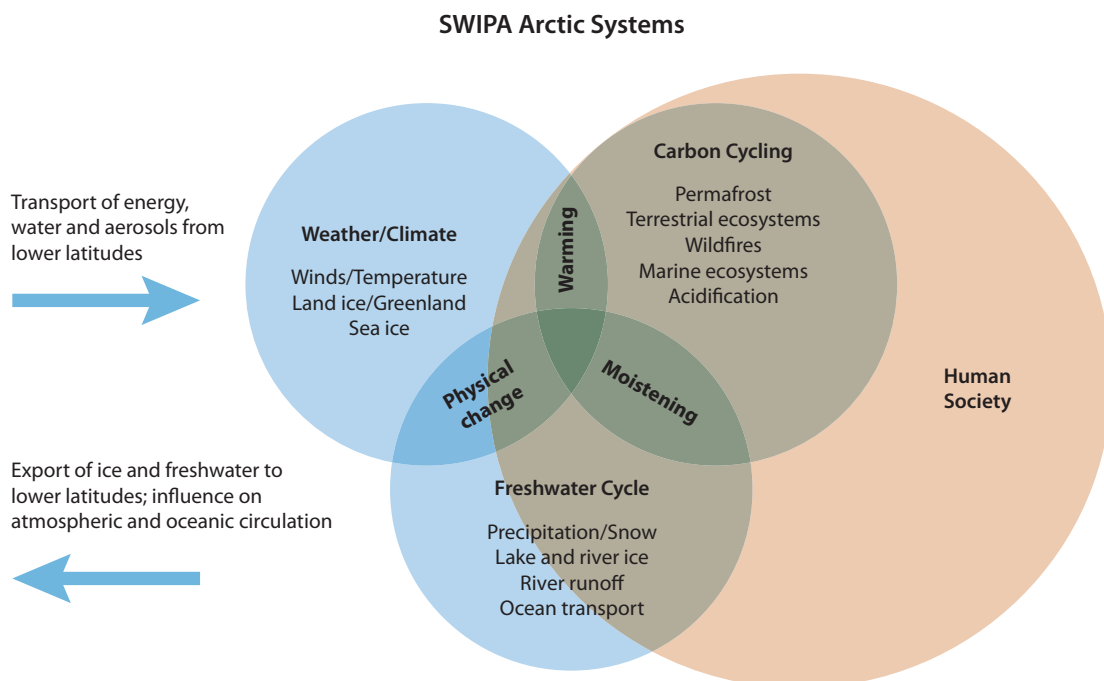 SWIPA Arctic Systems
Transport of energy,
water and aerosols from
lower latitudes
Export of ice and freshwater to
lower latitudes; influence on
atmospheric and oceanic circulation
Weather/Climate
Winds/Temperature
Land ice/Greenland
Sea ice
Warming
Carbon Cycling
Permafrost
Terrestrial ecosystems
Wildfires
Marine ecosystems
Acidification
Physical
change
Moistening
Human
Society
Freshwater Cycle
Precipitation/Snow
Lake and river ice
River runoff
Ocean transport